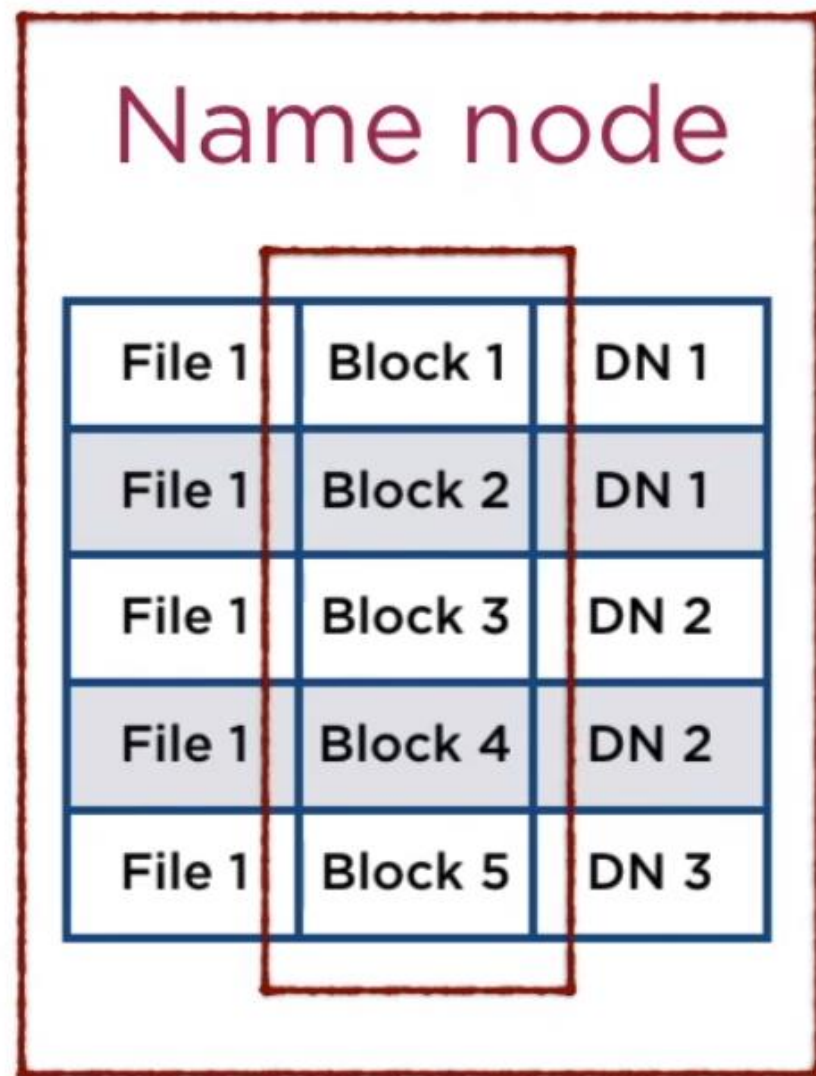 Name node
File 1 Block 1 DN 1
File 1 Block 2 DN 1
File 1 Block 3 DN 2
File 1 Block 4 DN 2
File 1 Block 5 DN 3